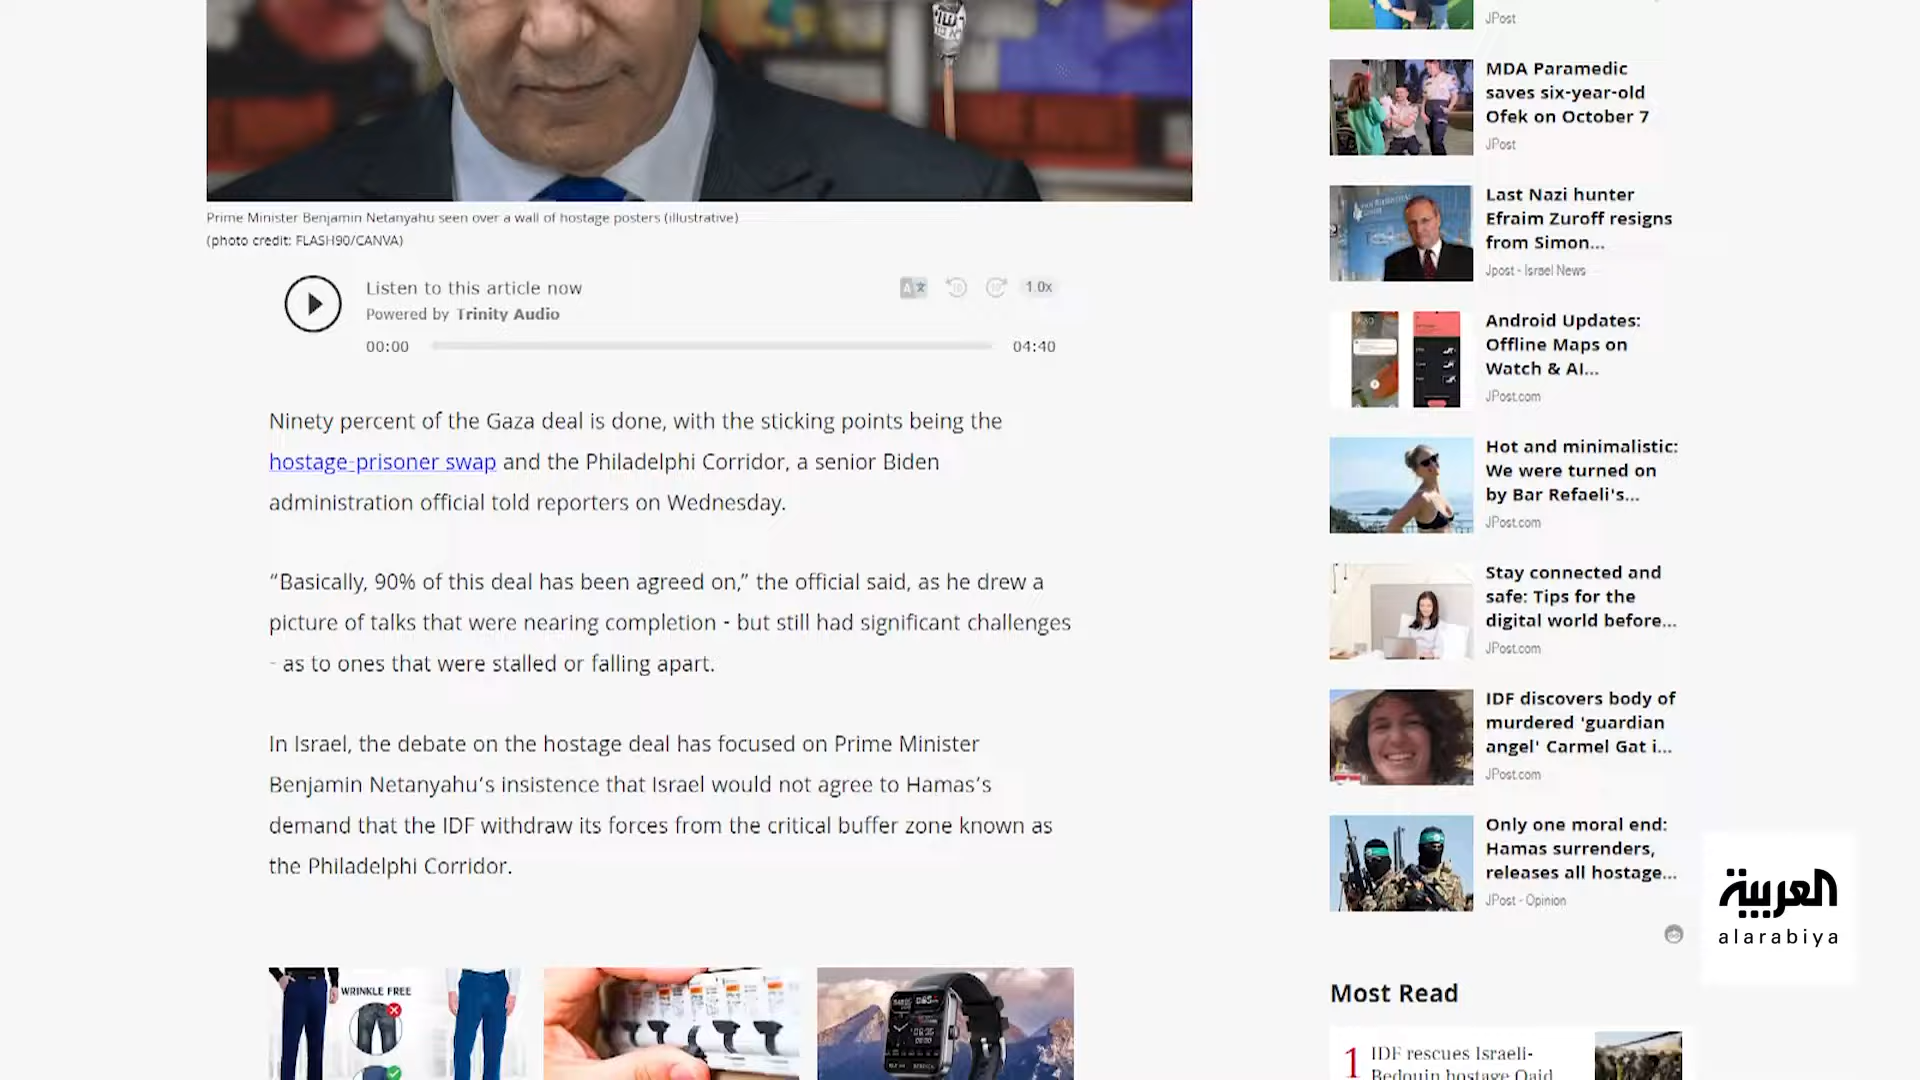 Prime Minister Benjamin Netanyahu seen over a wall of hostage posters (illustrative)
(photo credit: FLASH90/CANVA)
Listen to this article now
Powered by Trinity Audio
1.0x
00:00
04:40
Ninety percent of the Gaza deal is done, with the sticking points being the
hostage-prisoner swap and the Philadelphi Corridor, a senior Biden
administration official told reporters on Wednesday.
“Basically, 90% of this deal has been agreed on,” the official said, as he drew a
picture of talks that were nearing completion - but still had significant challenges
- as to ones that were stalled or falling apart.
In Israel, the debate on the hostage deal has focused on Prime Minister
Benjamin Netanyahu’s insistence that Israel would not agree to Hamas’s
demand that the IDF withdraw its forces from the critical buffer zone known as
the Philadelphi Corridor.
WRINKLE FREE
JPost
MDA Paramedic
saves six-year-old
Ofek on October 7
JPost
Last Nazi hunter
Efraim Zuroff resigns
from Simon...
Jpost - Israel News
Android Updates:
Offline Maps on
Watch & AI...
JPost.com
Hot and minimalistic:
We were turned on
by Bar Refaeli's...
JPost.com
Stay connected and
safe: Tips for the
digital world before...
JPost.com
IDF discovers body of
murdered 'guardian
angel' Carmel Gat i...
JPost.com
Only one moral end:
Hamas surrenders,
releases all hostage...
JPost - Opinion
العربية
alarabiya
Most Read
1 IDF rescues Israeli-
Bedouin hostage Qaid